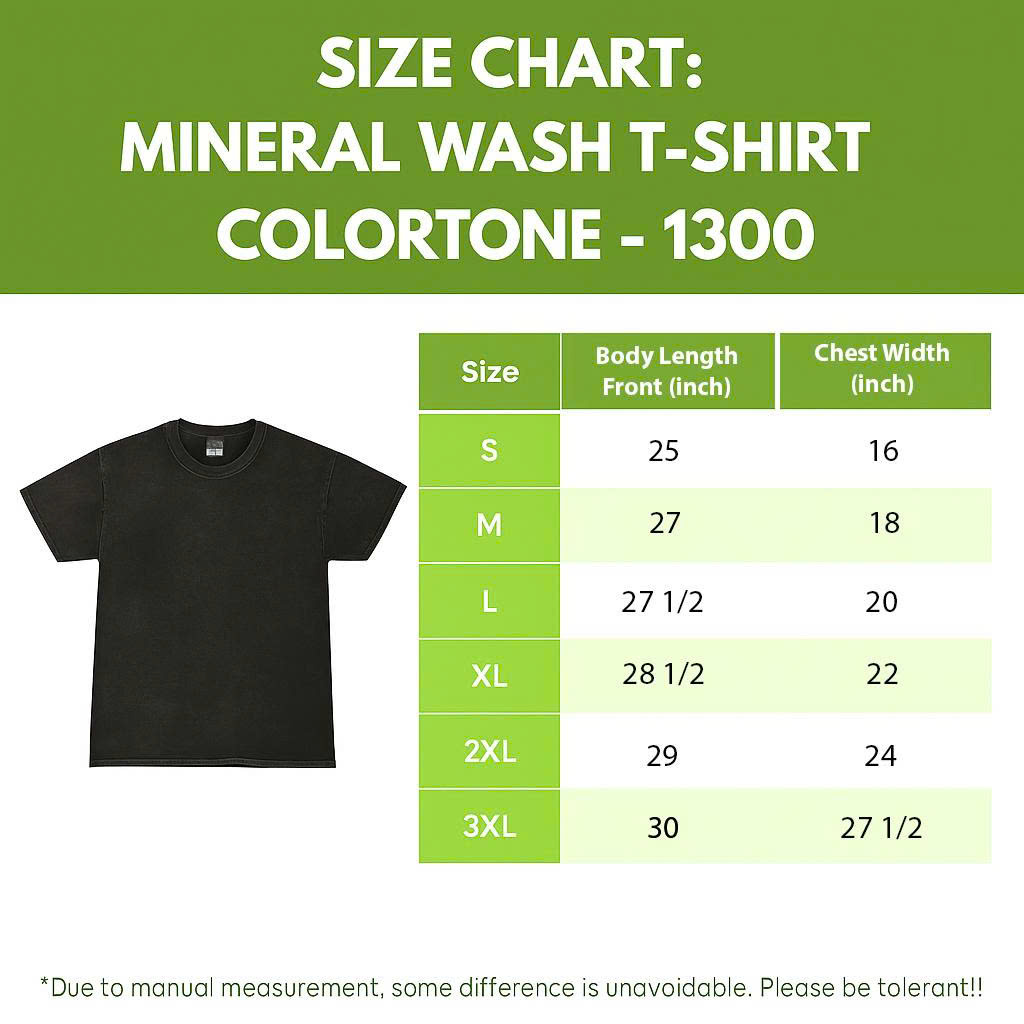 SIZE CHART:
MINERAL WASH T-SHIRT
COLORTONE - 1300
Size Body Length Front (inch) Chest Width (inch)
S 25 16
M 27 18
L 27 1/2 20
XL 28 1/2 22
2XL 29 24
3XL 30 27 1/2
*Due to manual measurement, some difference is unavoidable. Please be tolerant!!